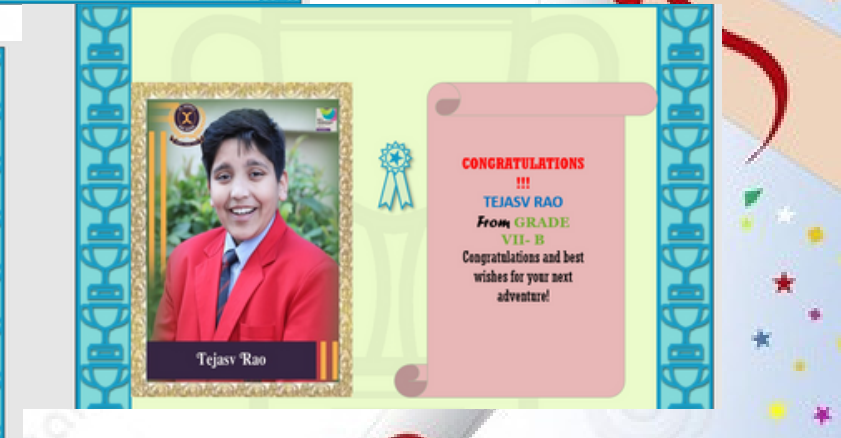 Tejasv Rao
CONGRATULATIONS
!!!
TEJASV RAO
From GRADE
VII- B
Congratulations and best
wishes for your next
adventure!